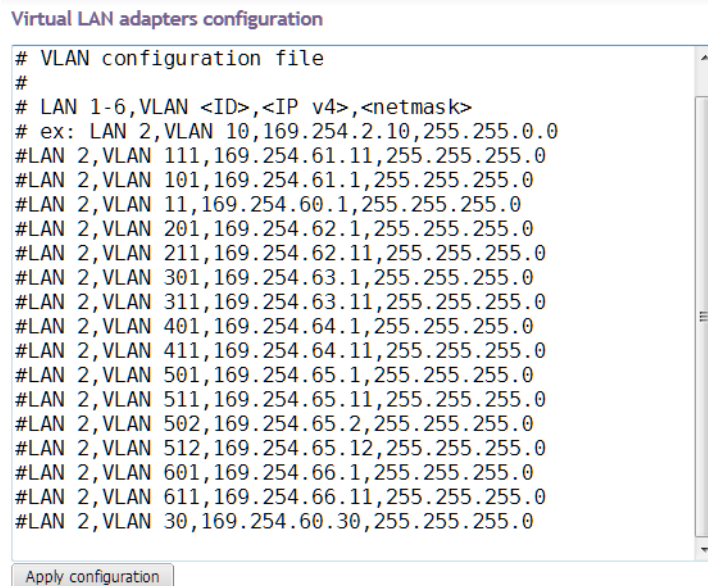 Virtual LAN adapters configuration
# VLAN configuration file
#
# LAN 1-6,VLAN <ID>,<IP v4>,<netmask>
# ex: LAN 2,VLAN 10,169.254.2.10,255.255.0.0
#LAN 2,VLAN 111,169.254.61.11,255.255.255.0
#LAN 2,VLAN 101,169.254.61.1,255.255.255.0
#LAN 2,VLAN 11,169.254.60.1,255.255.255.0
#LAN 2,VLAN 201,169.254.62.1,255.255.255.0
#LAN 2,VLAN 211,169.254.62.11,255.255.255.0
#LAN 2,VLAN 301,169.254.63.1,255.255.255.0
#LAN 2,VLAN 311,169.254.63.11,255.255.255.0
#LAN 2,VLAN 401,169.254.64.1,255.255.255.0
#LAN 2,VLAN 411,169.254.64.11,255.255.255.0
#LAN 2,VLAN 501,169.254.65.1,255.255.255.0
#LAN 2,VLAN 511,169.254.65.11,255.255.255.0
#LAN 2,VLAN 502,169.254.65.2,255.255.255.0
#LAN 2,VLAN 512,169.254.65.12,255.255.255.0
#LAN 2,VLAN 601,169.254.66.1,255.255.255.0
#LAN 2,VLAN 611,169.254.66.11,255.255.255.0
#LAN 2,VLAN 30,169.254.60.30,255.255.255.0
Apply configuration